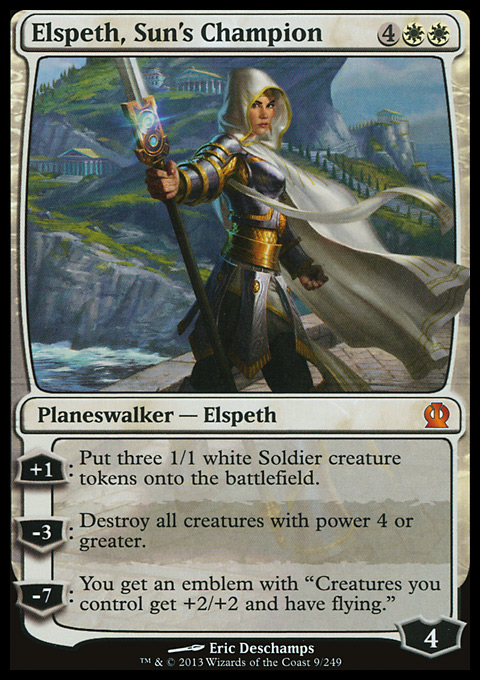 Elspeth, Sun's Champion 4
Planeswalker — Elspeth
+1: Put three 1/1 white Soldier creature
tokens onto the battlefield.
-3: Destroy all creatures with power 4 or
greater.
-7: You get an emblem with “Creatures you
control get +2/+2 and have flying.”
4
Eric Deschamps
™ & © 2013 Wizards of the Coast 9/249